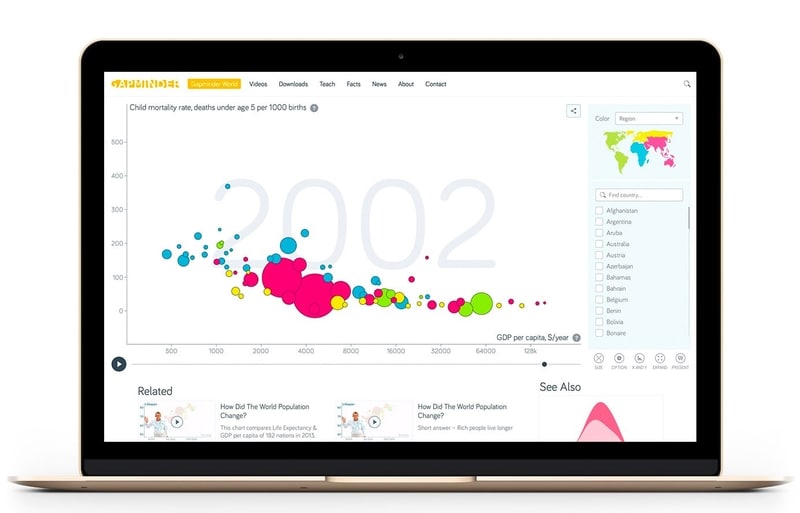 GAPMINDER Gapminder World Videos Downloads Teach Facts News About Contact
Child mortality rate, deaths under age 5 per 1000 births ?
Color Region
2002
500
400
300
200
100
0
Find country...
Afghanistan
Argentina
Aruba
Australia
Austria
Azerbaijan
Bahamas
Bahrain
Belgium
Benin
Bolivia
Bonaire
GDP per capita, $/year ?
500 1000 2000 4000 8000 16000 32000 64000 128k
SIZE OPTION X AND Y EXPAND PRESENT
Related
See Also
How Did The World Population
Change?
This chart compares Life Expectancy &
GDP per capita of 182 nations in 2013.
How Did The World Population
Change?
Short answer – Rich people live longer